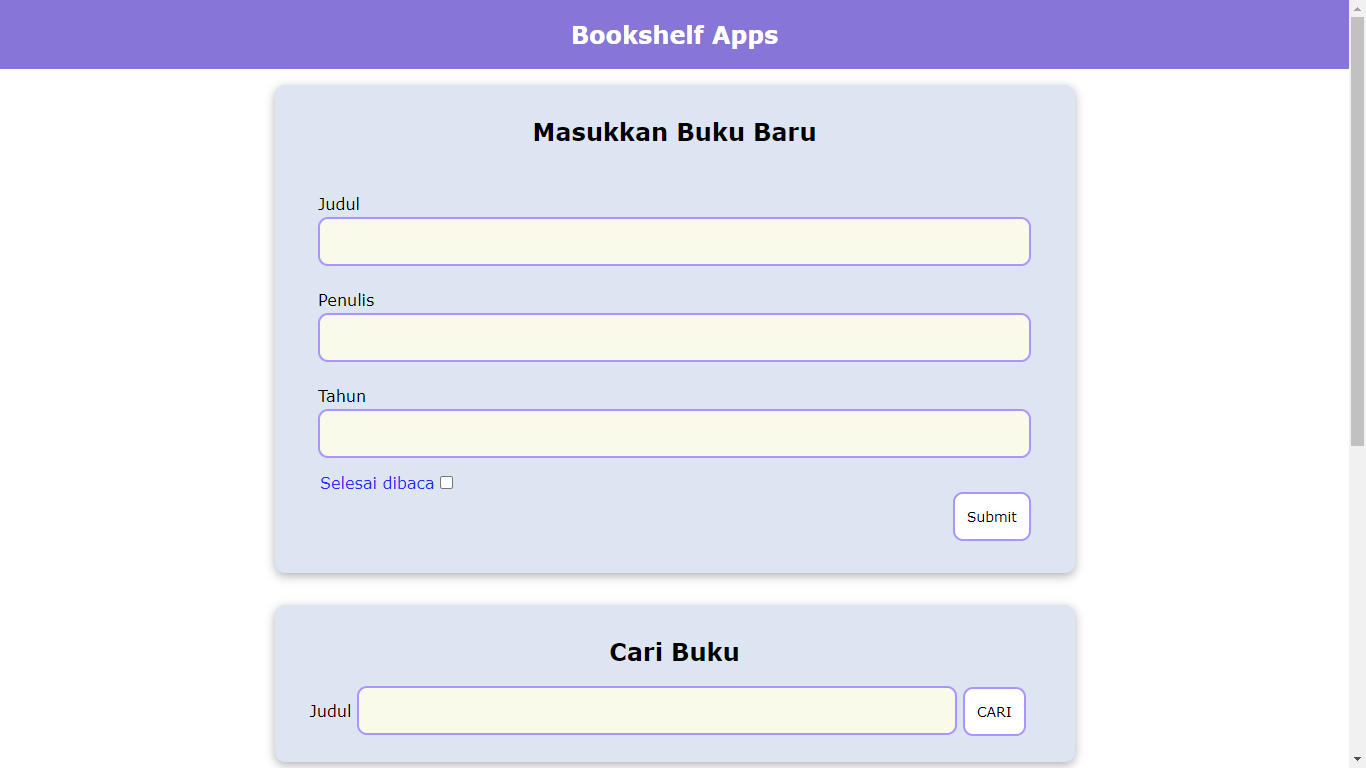 Bookshelf Apps
Masukkan Buku Baru
Judul
Penulis
Tahun
Selesai dibaca
Submit
Cari Buku
Judul
CARI